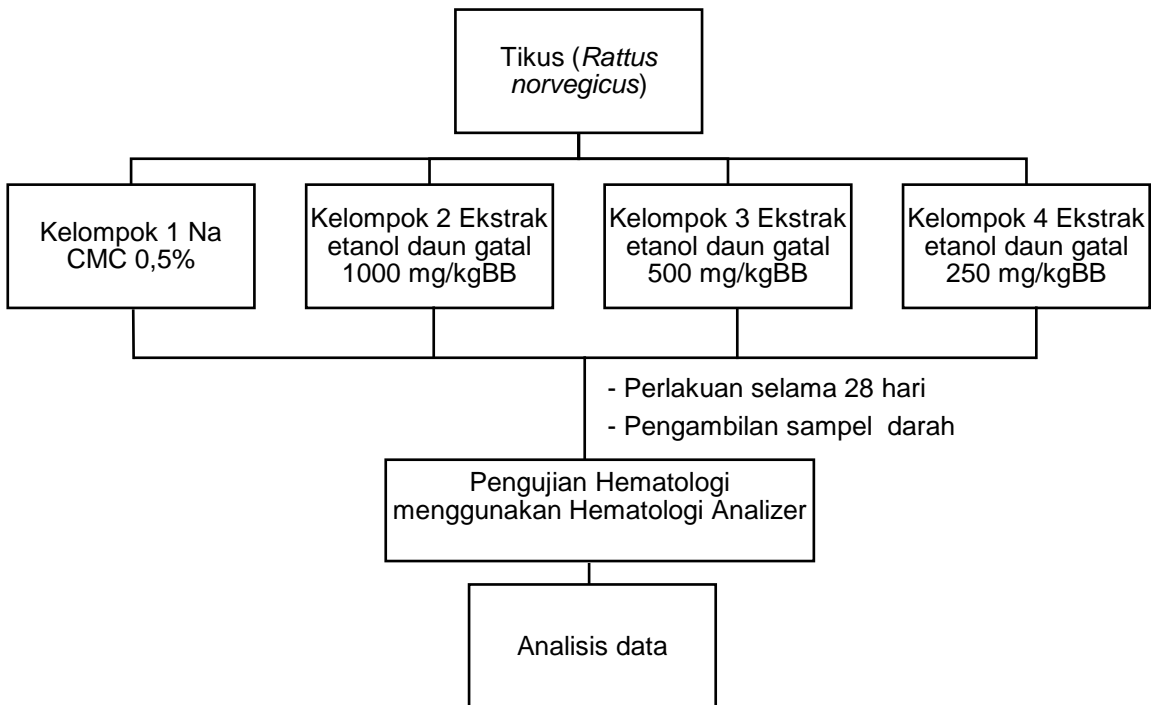 Tikus (Rattus
norvegicus)
Kelompok 1 Na
CMC 0,5%
Kelompok 2 Ekstrak
etanol daun gatal
1000 mg/kgBB
Kelompok 3 Ekstrak
etanol daun gatal
500 mg/kgBB
Kelompok 4 Ekstrak
etanol daun gatal
250 mg/kgBB
- Perlakuan selama 28 hari
- Pengambilan sampel darah
Pengujian Hematologi
menggunakan Hematologi Analizer
Analisis data